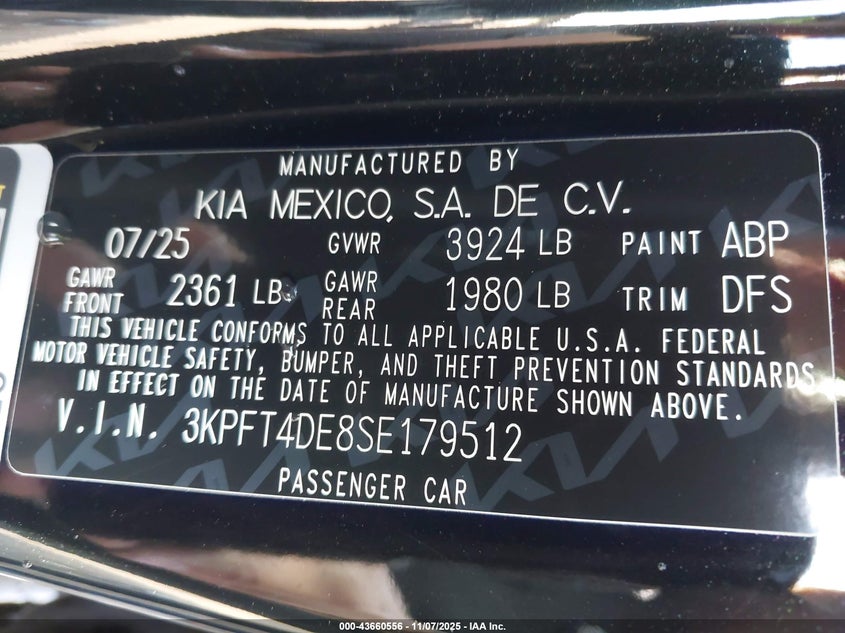 MANUFACTURED BY
KIA MEXICO, S.A. DE C.V.
07/25 GVWR 3924 LB PAINT ABP
GAWR FRONT 2361 LB GAWR REAR 1980 LB TRIM DFS
THIS VEHICLE CONFORMS TO ALL APPLICABLE U.S.A. FEDERAL
MOTOR VEHICLE SAFETY, BUMPER, AND THEFT PREVENTION STANDARDS
IN EFFECT ON THE DATE OF MANUFACTURE SHOWN ABOVE.
V.I.N. 3KPFT4DE8SE179512
PASSENGER CAR
000-43660556 - 11/07/2025 - IAA Inc.